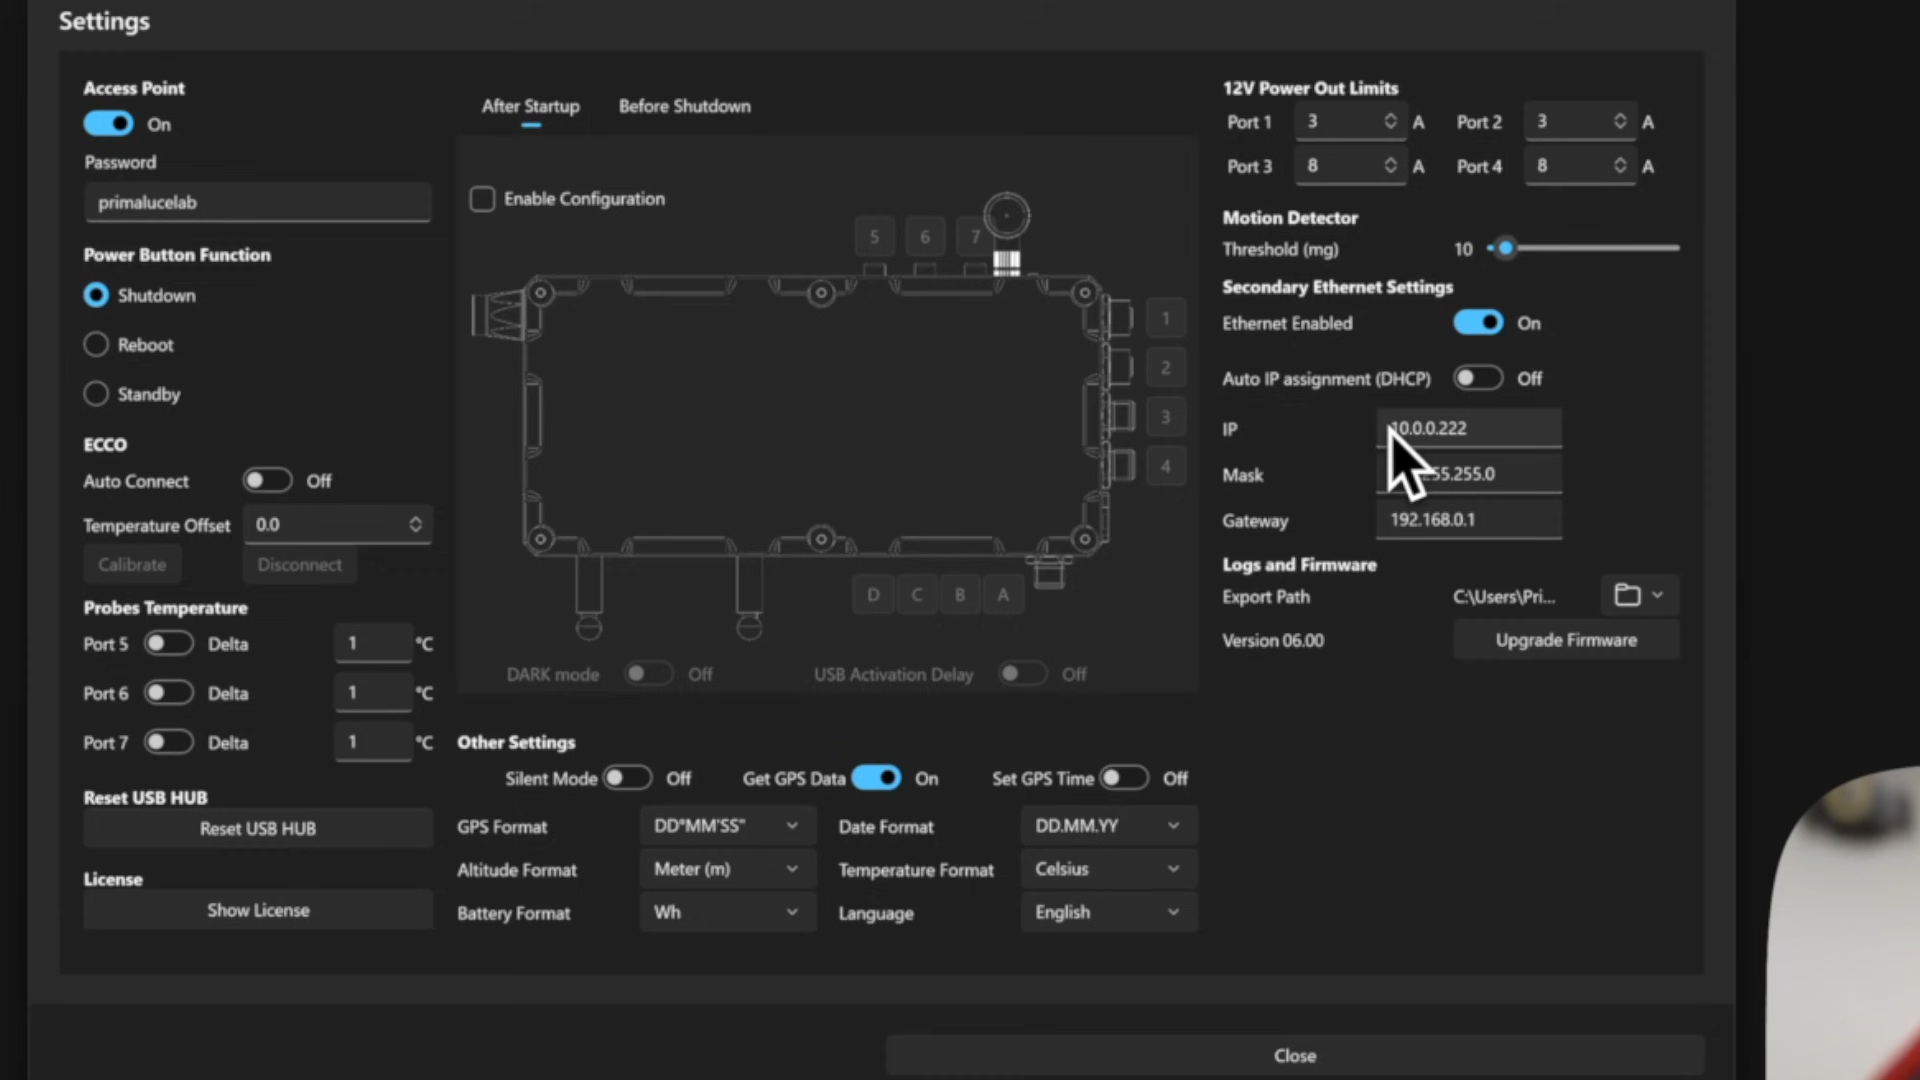 Settings
Access Point
On
Password
primalucelab
Power Button Function
Shutdown
Reboot
Standby
ECCO
Auto Connect Off
Temperature Offset 0.0
Calibrate Disconnect
Probes Temperature
Port 5 Delta 1 °C
Port 6 Delta 1 °C
Port 7 Delta 1 °C
Reset USB HUB
Reset USB HUB
License
Show License
After Startup Before Shutdown
Enable Configuration
5 6 7
1
2
3
4
D C B A
DARK mode Off USB Activation Delay Off
Other Settings
Silent Mode Off Get GPS Data On Set GPS Time Off
GPS Format DD°MM'SS" Date Format DD.MM.YY
Altitude Format Meter (m) Temperature Format Celsius
Battery Format Wh Language English
12V Power Out Limits
Port 1 3 A Port 2 3 A
Port 3 8 A Port 4 8 A
Motion Detector
Threshold (mg) 10
Secondary Ethernet Settings
Ethernet Enabled On
Auto IP assignment (DHCP) Off
IP 10.0.0.222
Mask 55.255.0
Gateway 192.168.0.1
Logs and Firmware
Export Path C:\Users\Pri...
Version 06.00 Upgrade Firmware
Close